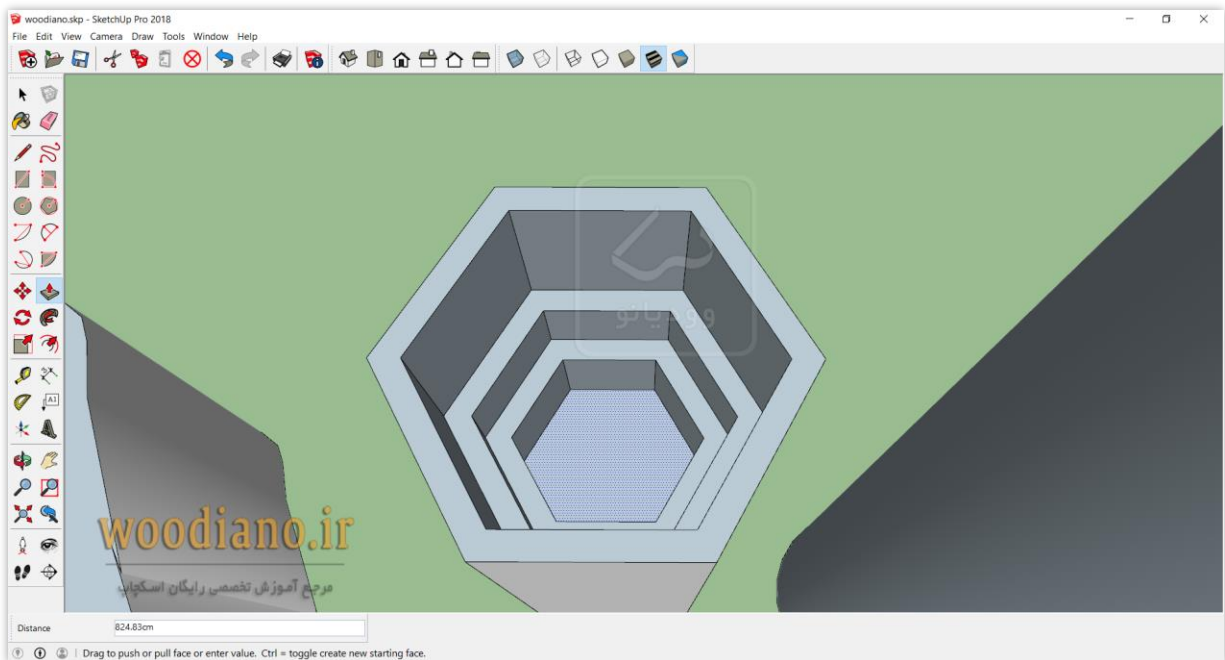 woodiano.skp - SketchUp Pro 2018
File Edit View Camera Draw Tools Window Help
A1
وودیانو
woodiano.ir
مرجع آموزش تخصصی رایگان اسکچاپ
Distance 824.83cm
Drag to push or pull face or enter value. Ctrl = toggle create new starting face.